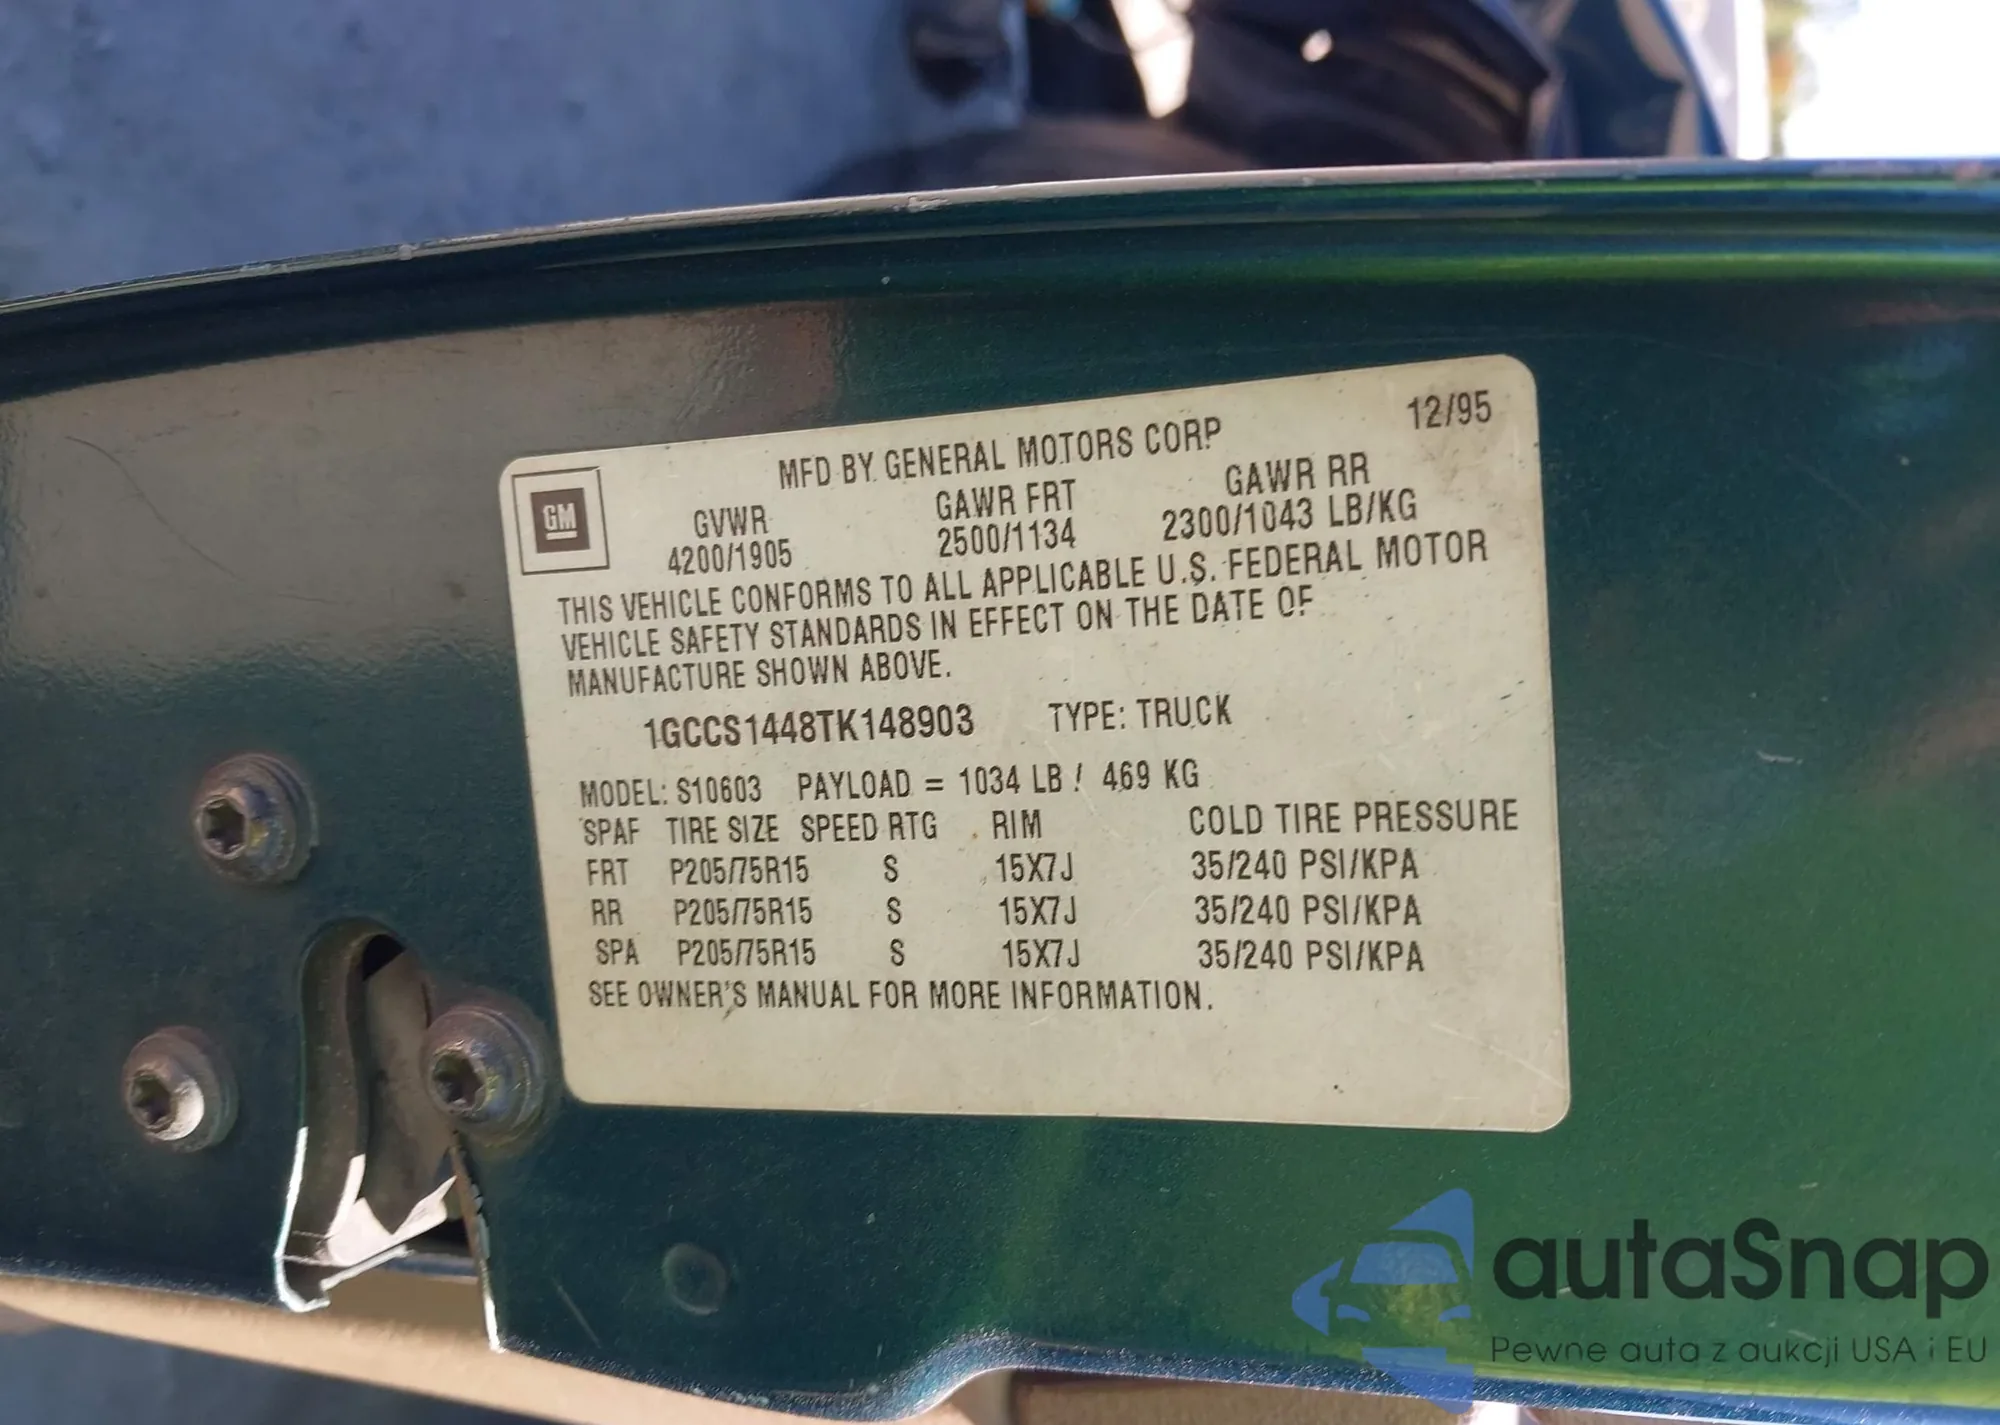 MFD BY GENERAL MOTORS CORP 12/95
GM
GVWR GAWR FRT GAWR RR
4200/1905 2500/1134 2300/1043 LB/KG
THIS VEHICLE CONFORMS TO ALL APPLICABLE U.S. FEDERAL MOTOR
VEHICLE SAFETY STANDARDS IN EFFECT ON THE DATE OF
MANUFACTURE SHOWN ABOVE.
1GCCS1448TK148903 TYPE: TRUCK
MODEL: S10603 PAYLOAD = 1034 LB / 469 KG
SPAF TIRE SIZE SPEED RTG RIM COLD TIRE PRESSURE
FRT P205/75R15 S 15X7J 35/240 PSI/KPA
RR P205/75R15 S 15X7J 35/240 PSI/KPA
SPA P205/75R15 S 15X7J 35/240 PSI/KPA
SEE OWNER'S MANUAL FOR MORE INFORMATION.
autaSnap
Pewne auta z aukcji USA i EU